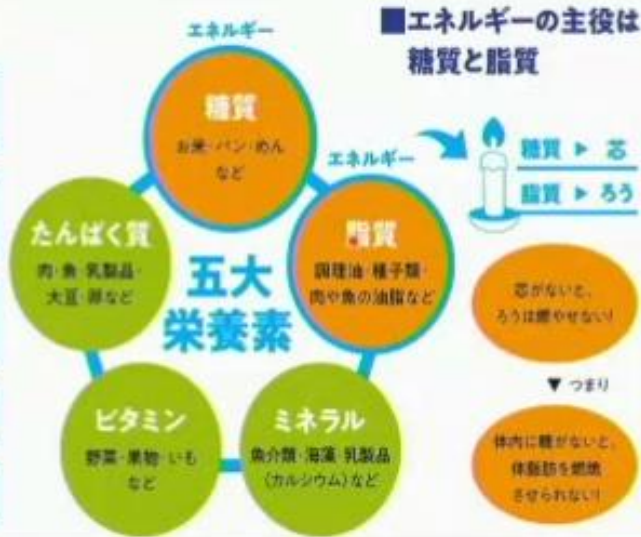 ■エネルギーの主役は
糖質と脂質
エネルギー
糖質
お米・パン・めん
など
エネルギー
脂質
調理油・種子類・
肉や魚の油脂など
たんぱく質
肉・魚・乳製品・
大豆・卵など
五大
栄養素
ビタミン
野菜・果物・いも
など
ミネラル
魚介類・海藻・乳製品
(カルシウム)など
糖質 ▶ 芯
脂質 ▶ ろう
芯がないと、
ろうは燃やせない!
▼ つまり
体内に糖がないと、
体脂肪を燃焼
させられない!